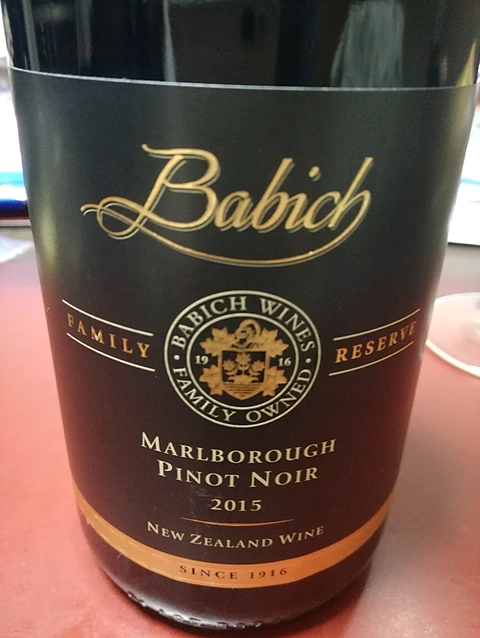 Babich
FAMILY RESERVE
BABICH WINES
19 16
FAMILY OWNED
MARLBOROUGH
PINOT NOIR
2015
NEW ZEALAND WINE
SINCE 1916